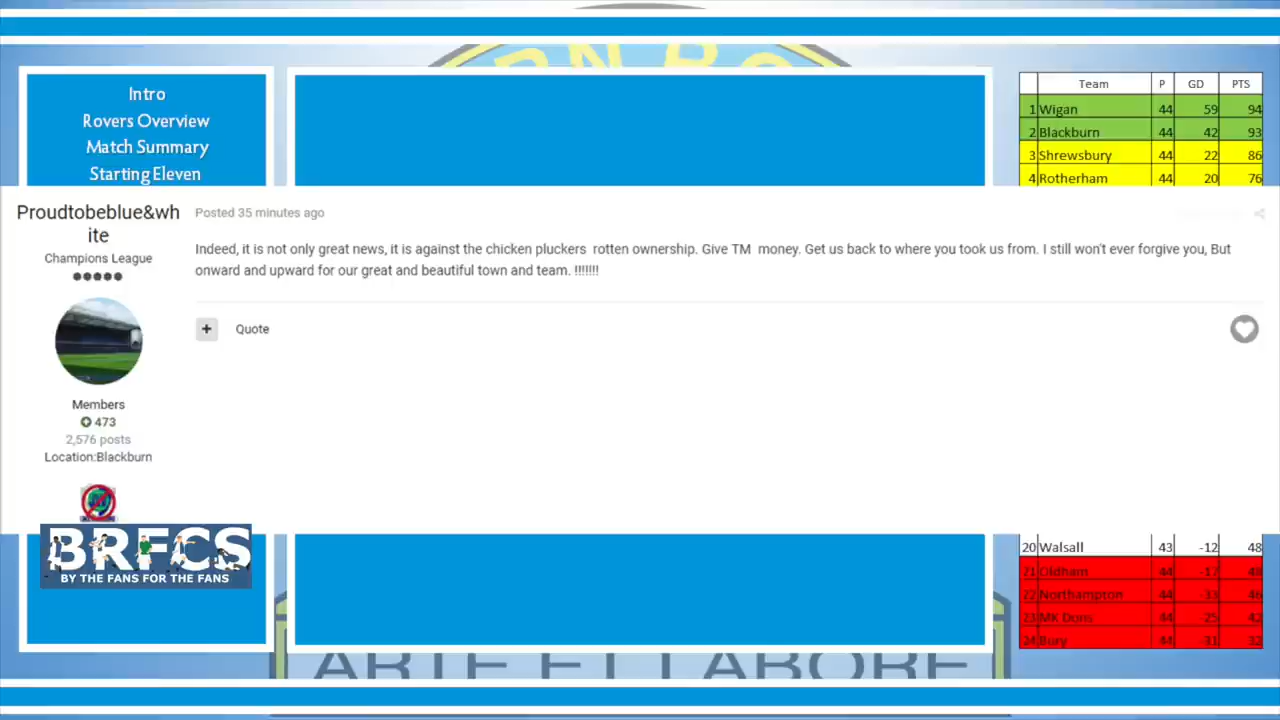 RN RO
Intro
Rovers Overview
Match Summary
Starting Eleven
Team P GD PTS
1 Wigan 44 59 94
2 Blackburn 44 42 93
3 Shrewsbury 44 22 86
4 Rotherham 44 20 76
Proudtobeblue&wh
ite
Champions League
Posted 35 minutes ago
Indeed, it is not only great news, it is against the chicken pluckers rotten ownership. Give TM money. Get us back to where you took us from. I still won't ever forgive you, But
onward and upward for our great and beautiful town and team. !!!!!!!
+ Quote
Members
473
2,576 posts
Location:Blackburn
BRFCS
BY THE FANS FOR THE FANS
20 Walsall 43 -12 48
21 Oldham 44 -17 48
22 Northampton 44 -33 46
23 MK Dons 44 -25 42
24 Bury 44 -31 32
ARTE ET LABORE